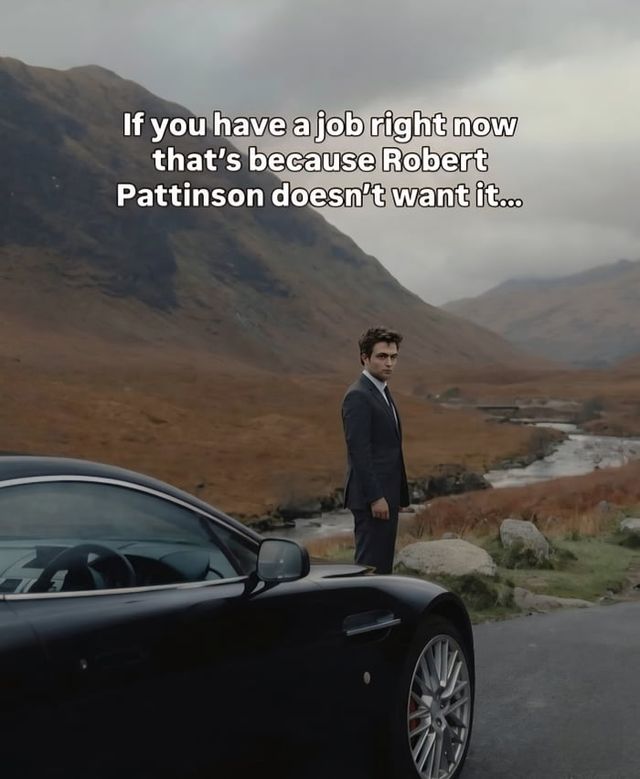 If you have a job right now
that's because Robert
Pattinson doesn't want it...